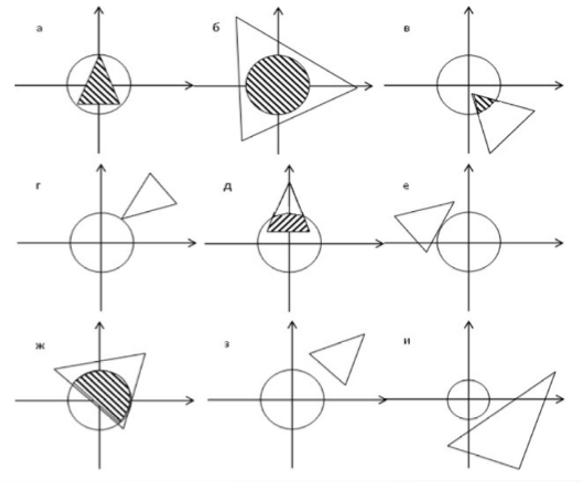 а б в
г д е
ж з и